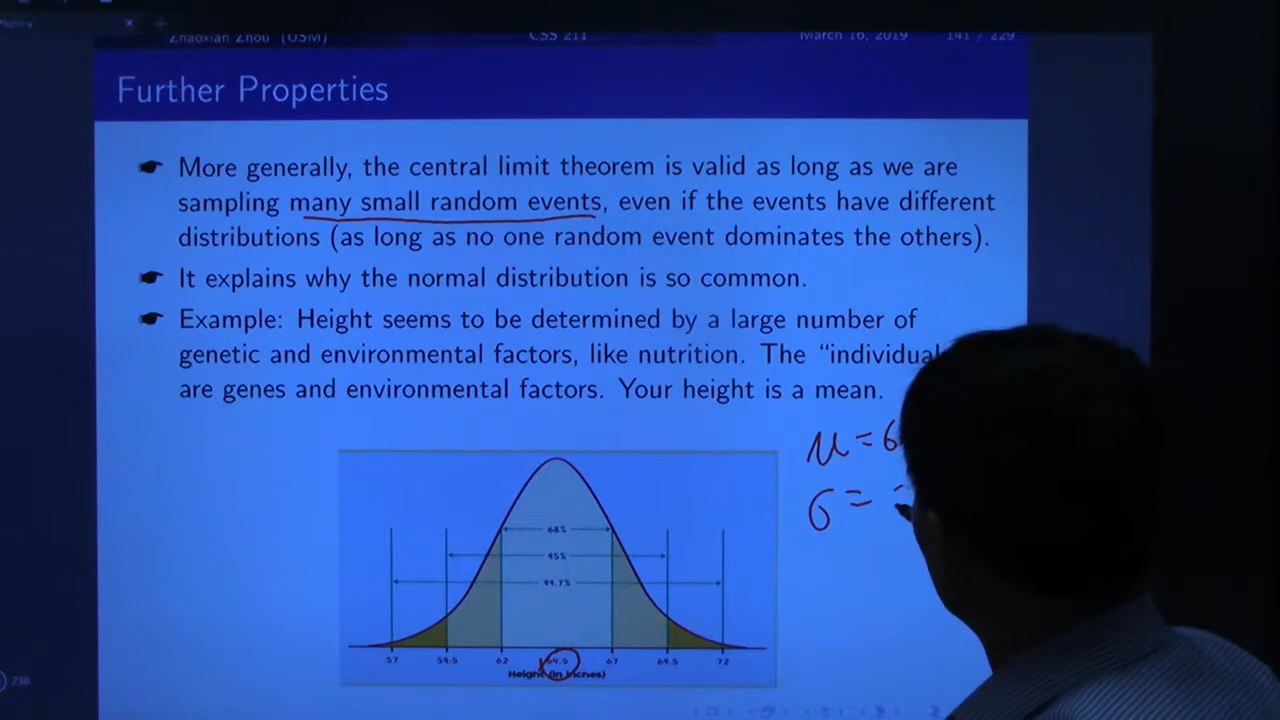 Zhaoxian Zhou (USM) CSS 211 March 16, 2019 141 / 229
Further Properties
More generally, the central limit theorem is valid as long as we are
sampling many small random events, even if the events have different
distributions (as long as no one random event dominates the others).
It explains why the normal distribution is so common.
Example: Height seems to be determined by a large number of
genetic and environmental factors, like nutrition. The “individual
are genes and environmental factors. Your height is a mean.
μ = 6
σ =
68%
95%
99.7%
57 59.5 62 64.5 67 69.5 72
Height (in inches)
238